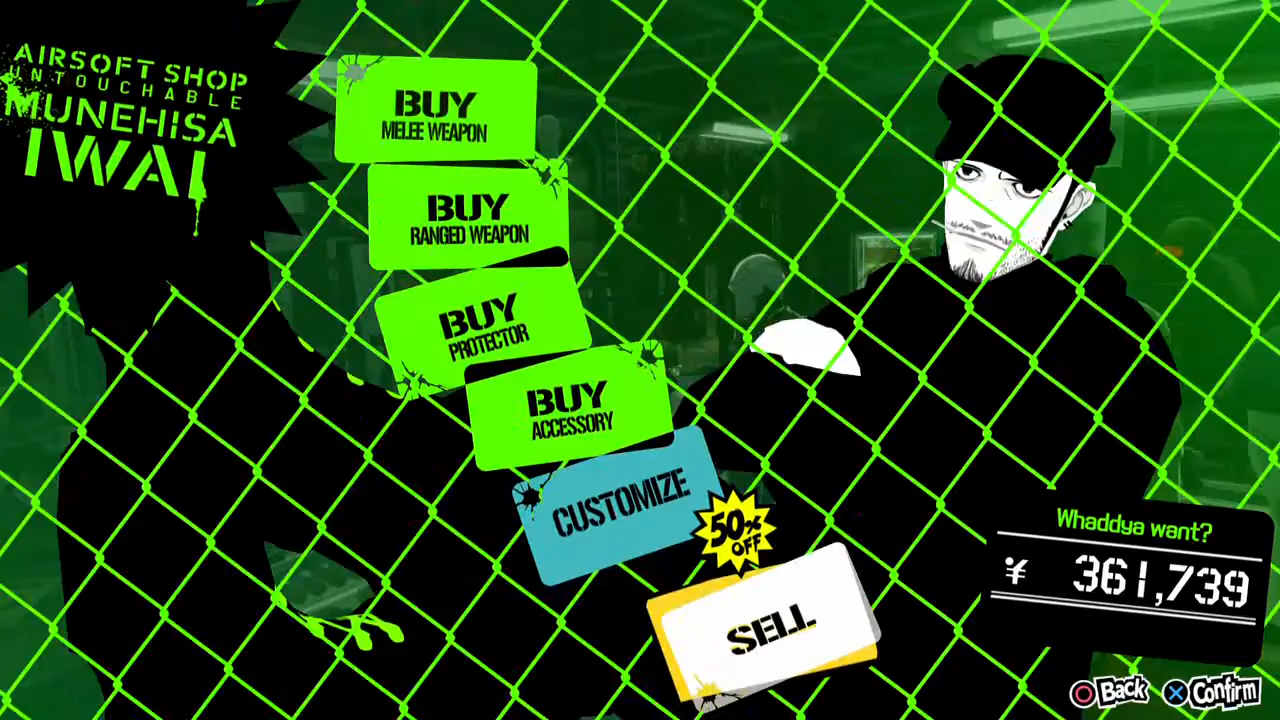 AIRSOFT SHOP
UNTOUCHABLE
MUNEHISA
IWAI
BUY
MELEE WEAPON
BUY
RANGED WEAPON
BUY
PROTECTOR
BUY
ACCESSORY
CUSTOMIZE
50%
OFF
SELL
Whaddya want?
¥ 361,739
Back Confirm